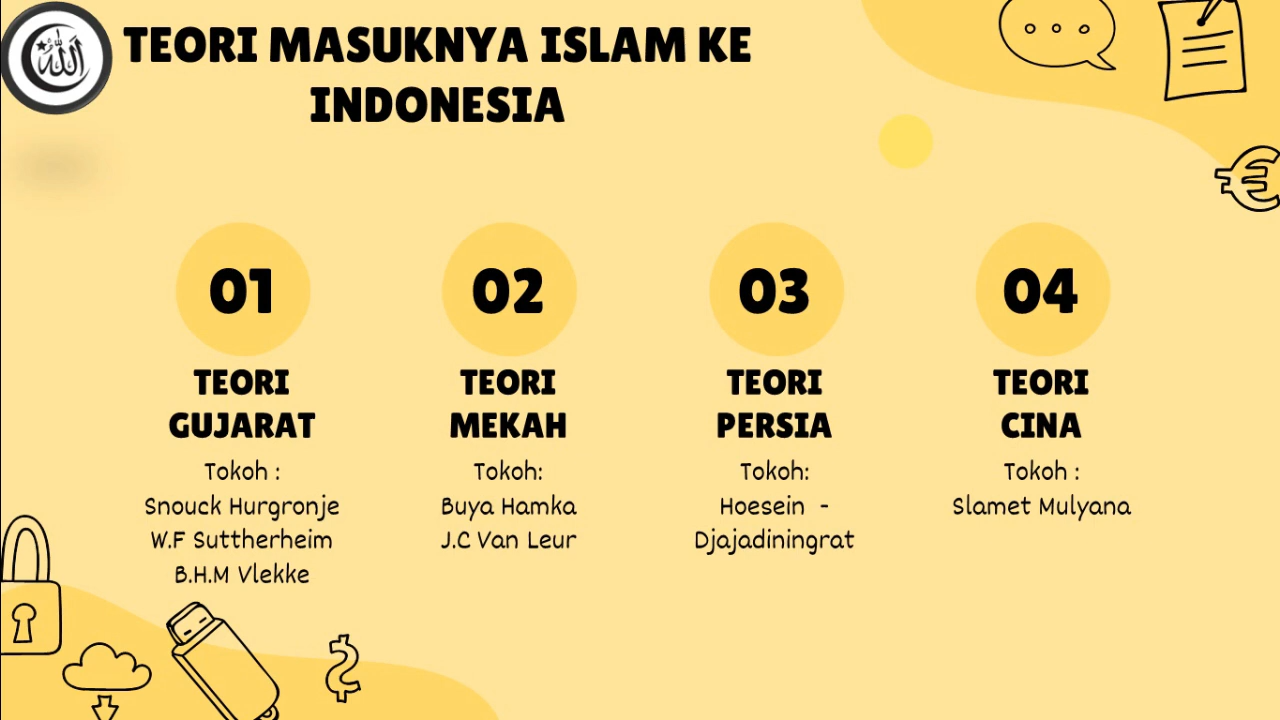 الله
TEORI MASUKNYA ISLAM KE
INDONESIA
01
TEORI
GUJARAT
Tokoh :
Snouck Hurgronje
W.F Suttherheim
B.H.M Vlekke
02
TEORI
MEKAH
Tokoh:
Buya Hamka
J.C Van Leur
03
TEORI
PERSIA
Tokoh:
Hoesein -
Djajadiningrat
04
TEORI
CINA
Tokoh :
Slamet Mulyana